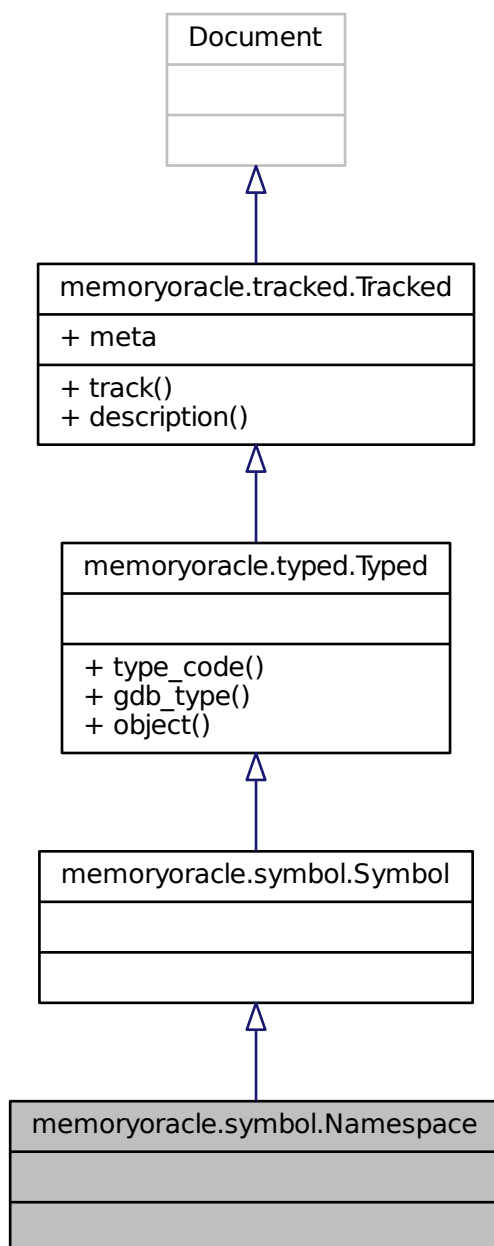 Document
memoryoracle.tracked.Tracked
+ meta
+ track()
+ description()
memoryoracle.typed.Typed
+ type_code()
+ gdb_type()
+ object()
memoryoracle.symbol.Symbol
memoryoracle.symbol.Namespace